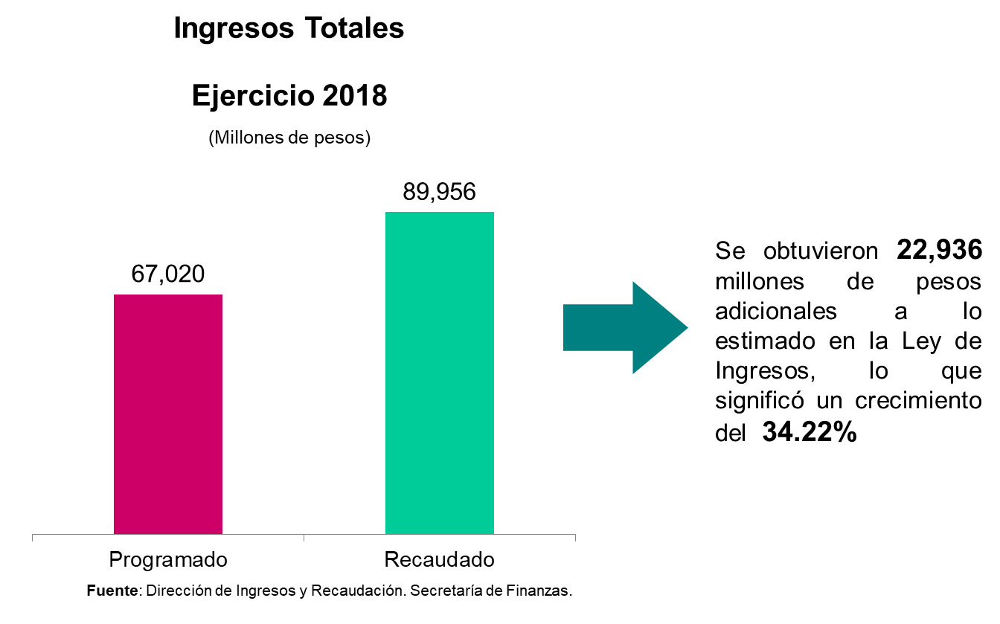 Ingresos Totales
Ejercicio 2018
(Millones de pesos)
89,956
67,020
Programado
Recaudado
Fuente: Dirección de Ingresos y Recaudación. Secretaría de Finanzas.
Se obtuvieron 22,936
millones de pesos
adicionales a lo
estimado en la Ley de
Ingresos, lo que
significó un crecimiento
del 34.22%